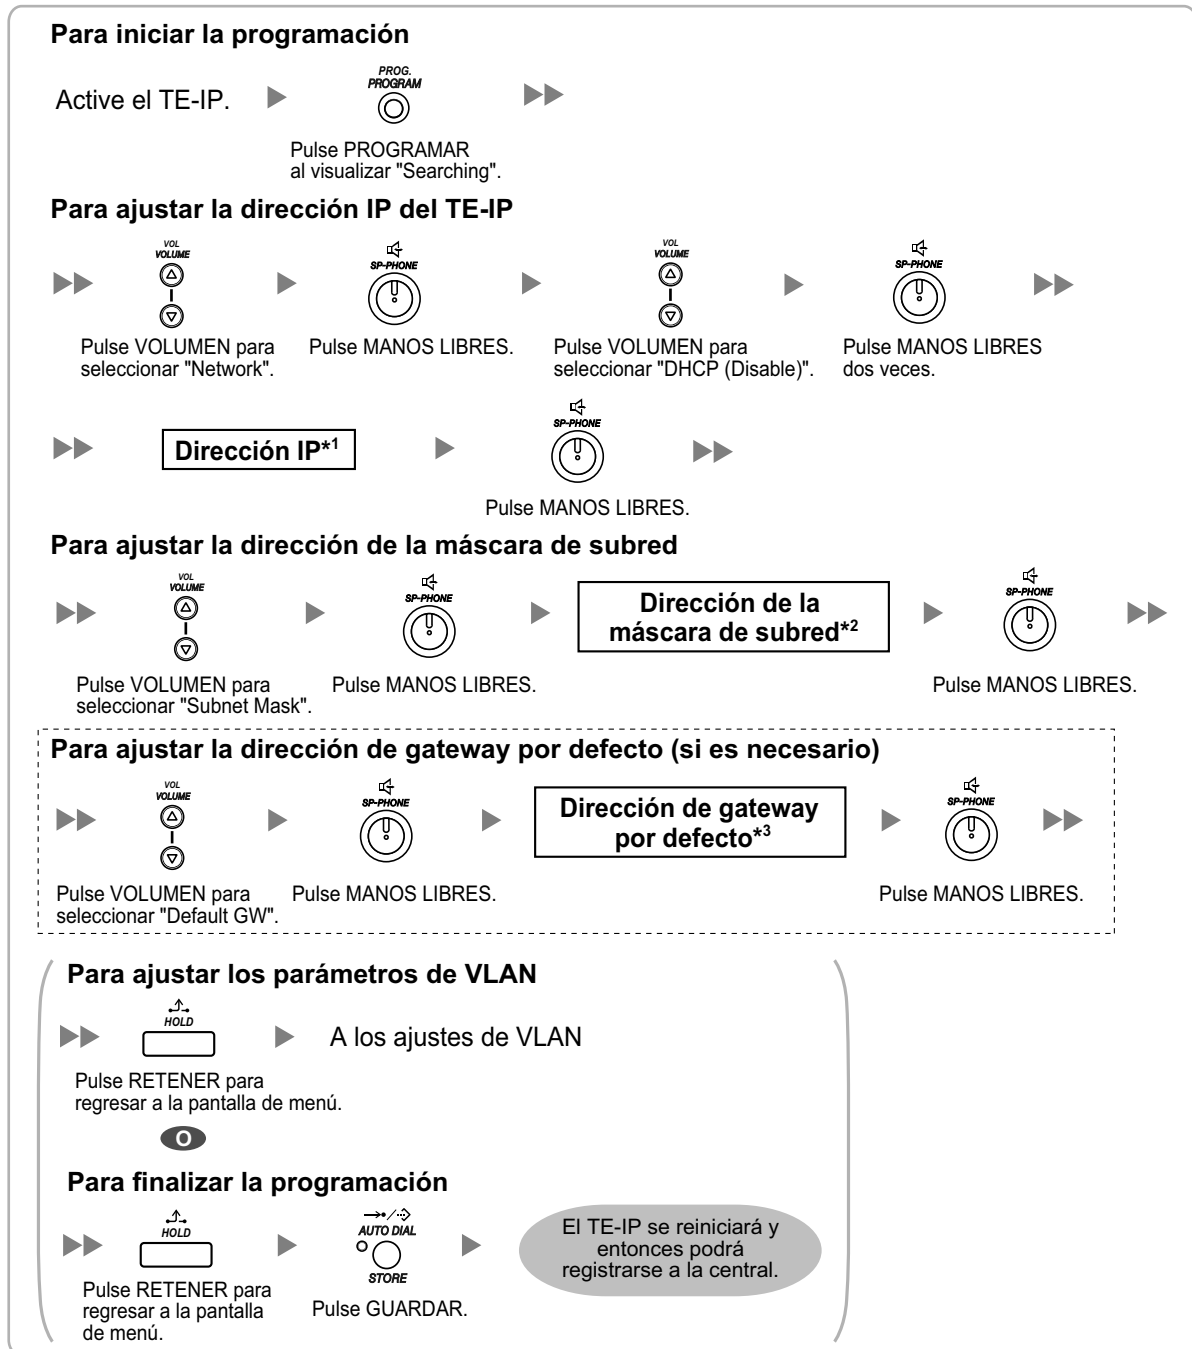 Para iniciar la programación
PROG.
PROGRAM
Active el TE-IP.
Pulse PROGRAMAR
al visualizar "Searching".
Para ajustar la dirección IP del TE-IP
VOL
VOLUME
SP-PHONE
VOL
VOLUME
SP-PHONE
Pulse VOLUMEN para
seleccionar "Network".
Pulse MANOS LIBRES.
Pulse VOLUMEN para
seleccionar "DHCP (Disable)".
Pulse MANOS LIBRES
dos veces.
Dirección IP*1
SP-PHONE
Pulse MANOS LIBRES.
Para ajustar la dirección de la máscara de subred
VOL
VOLUME
SP-PHONE
Dirección de la
máscara de subred*2
SP-PHONE
Pulse VOLUMEN para
seleccionar "Subnet Mask".
Pulse MANOS LIBRES.
Pulse MANOS LIBRES.
Para ajustar la dirección de gateway por defecto (si es necesario)
VOL
VOLUME
SP-PHONE
Dirección de gateway
por defecto*3
SP-PHONE
Pulse VOLUMEN para
seleccionar "Default GW".
Pulse MANOS LIBRES.
Pulse MANOS LIBRES.
Para ajustar los parámetros de VLAN
HOLD
A los ajustes de VLAN
Pulse RETENER para
regresar a la pantalla de menú.
O
Para finalizar la programación
HOLD
AUTO DIAL
STORE
El TE-IP se reiniciará y
entonces podrá
registrarse a la central.
Pulse RETENER para
regresar a la pantalla
de menú.
Pulse GUARDAR.